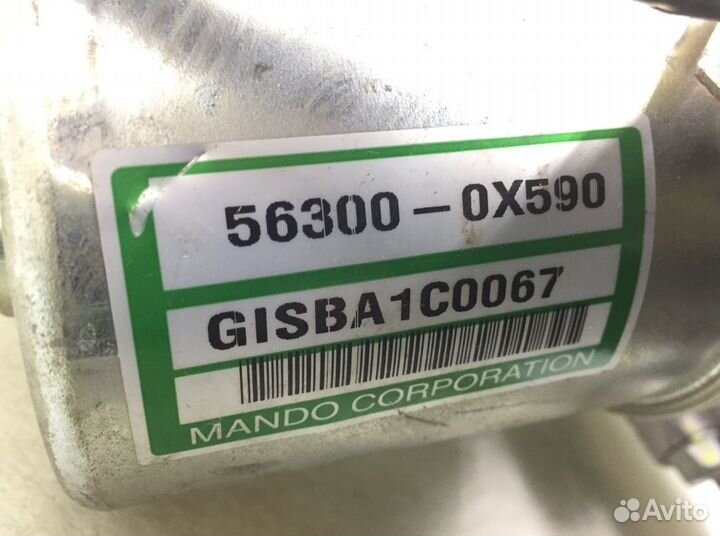 56300-0X590
GISBA1C0067
MANDO CORPORATION
Avito